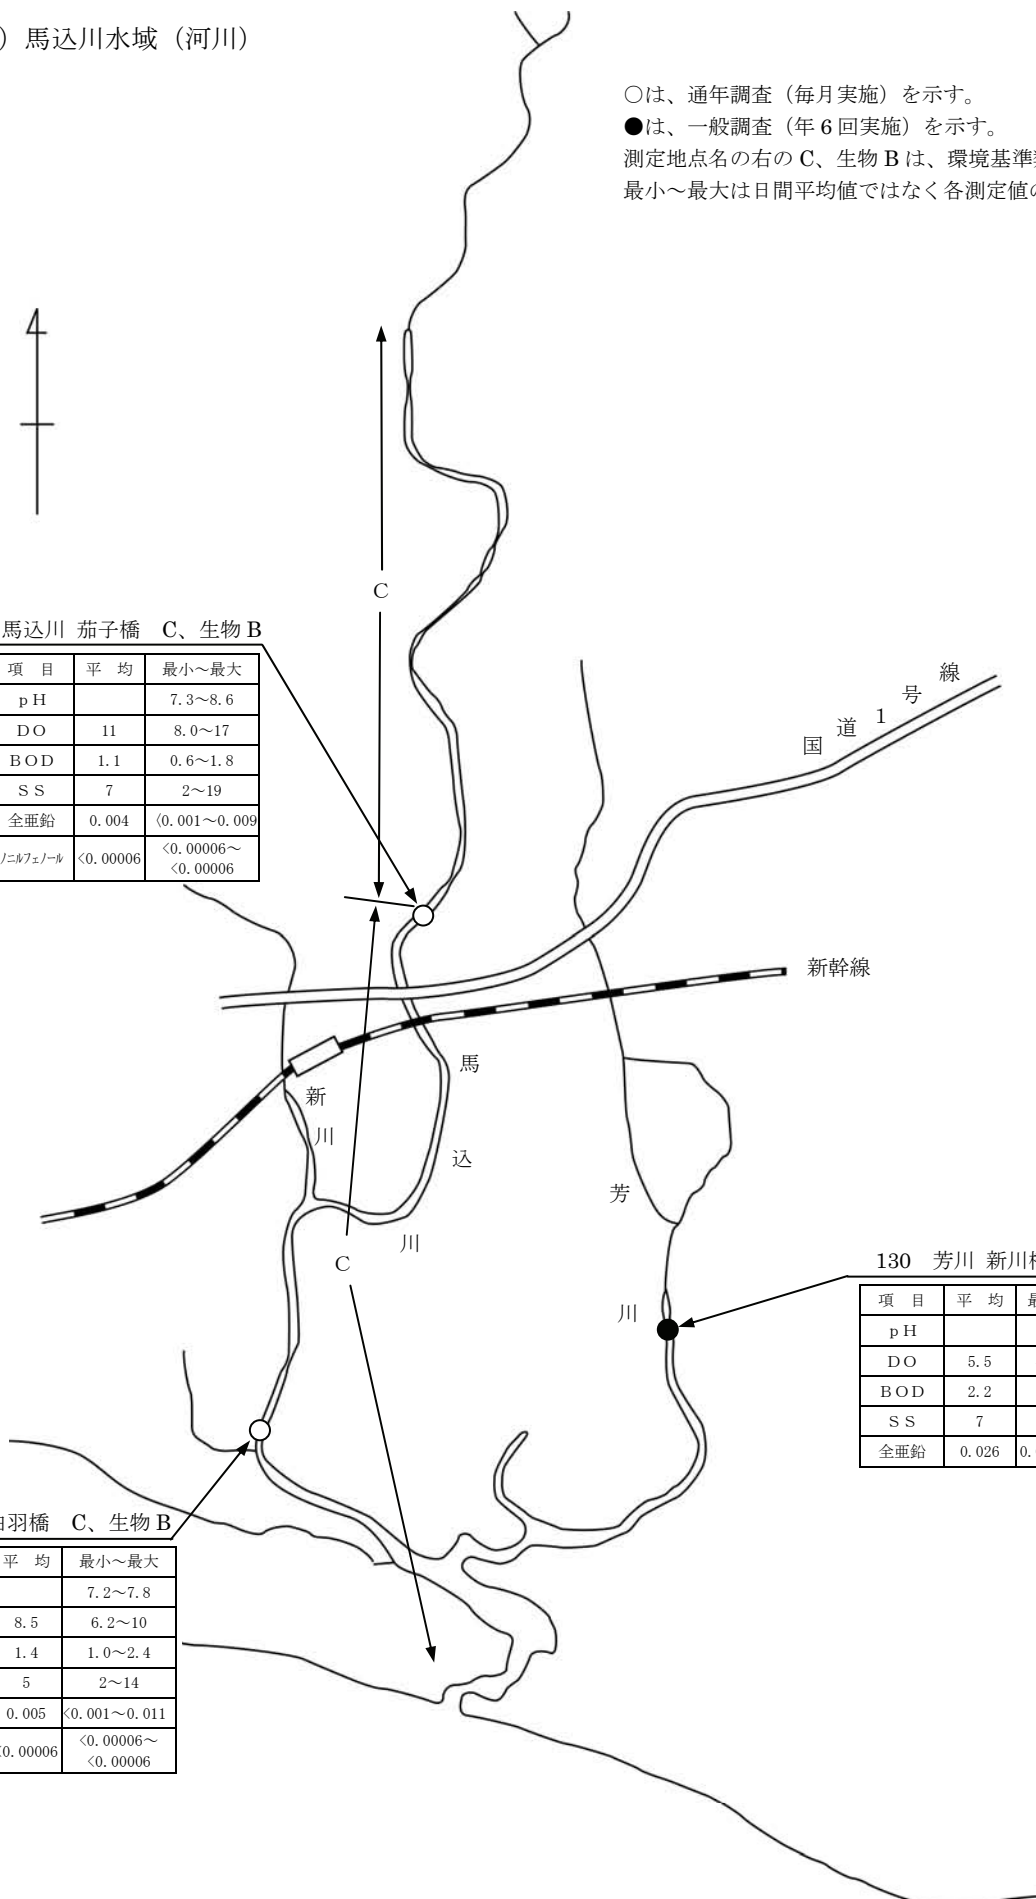 ) 馬込川水域（河川）
○は、通年調査（毎月実施）を示す。
●は、一般調査（年 6 回実施）を示す。
測定地点名の右の C、生物 B は、環境基準
最小～最大は日間平均値ではなく各測定値の
C
馬込川 茄子橋 C、生物 B
項 目 平 均 最小～最大
pH 7.3～8.6
DO 11 8.0～17
BOD 1.1 0.6～1.8
SS 7 2～19
全亜鉛 0.004 <0.001～0.009
ノニルフェノール <0.00006 <0.00006～
<0.00006
国道1号線
新幹線
新川
馬込川
芳川
C
130 芳川 新川
項 目 平 均
pH
DO 5.5
BOD 2.2
SS 7
全亜鉛 0.026 0.
羽橋 C、生物 B
平 均 最小～最大
7.2～7.8
8.5 6.2～10
1.4 1.0～2.4
5 2～14
0.005 <0.001～0.011
0.00006 <0.00006～
<0.00006